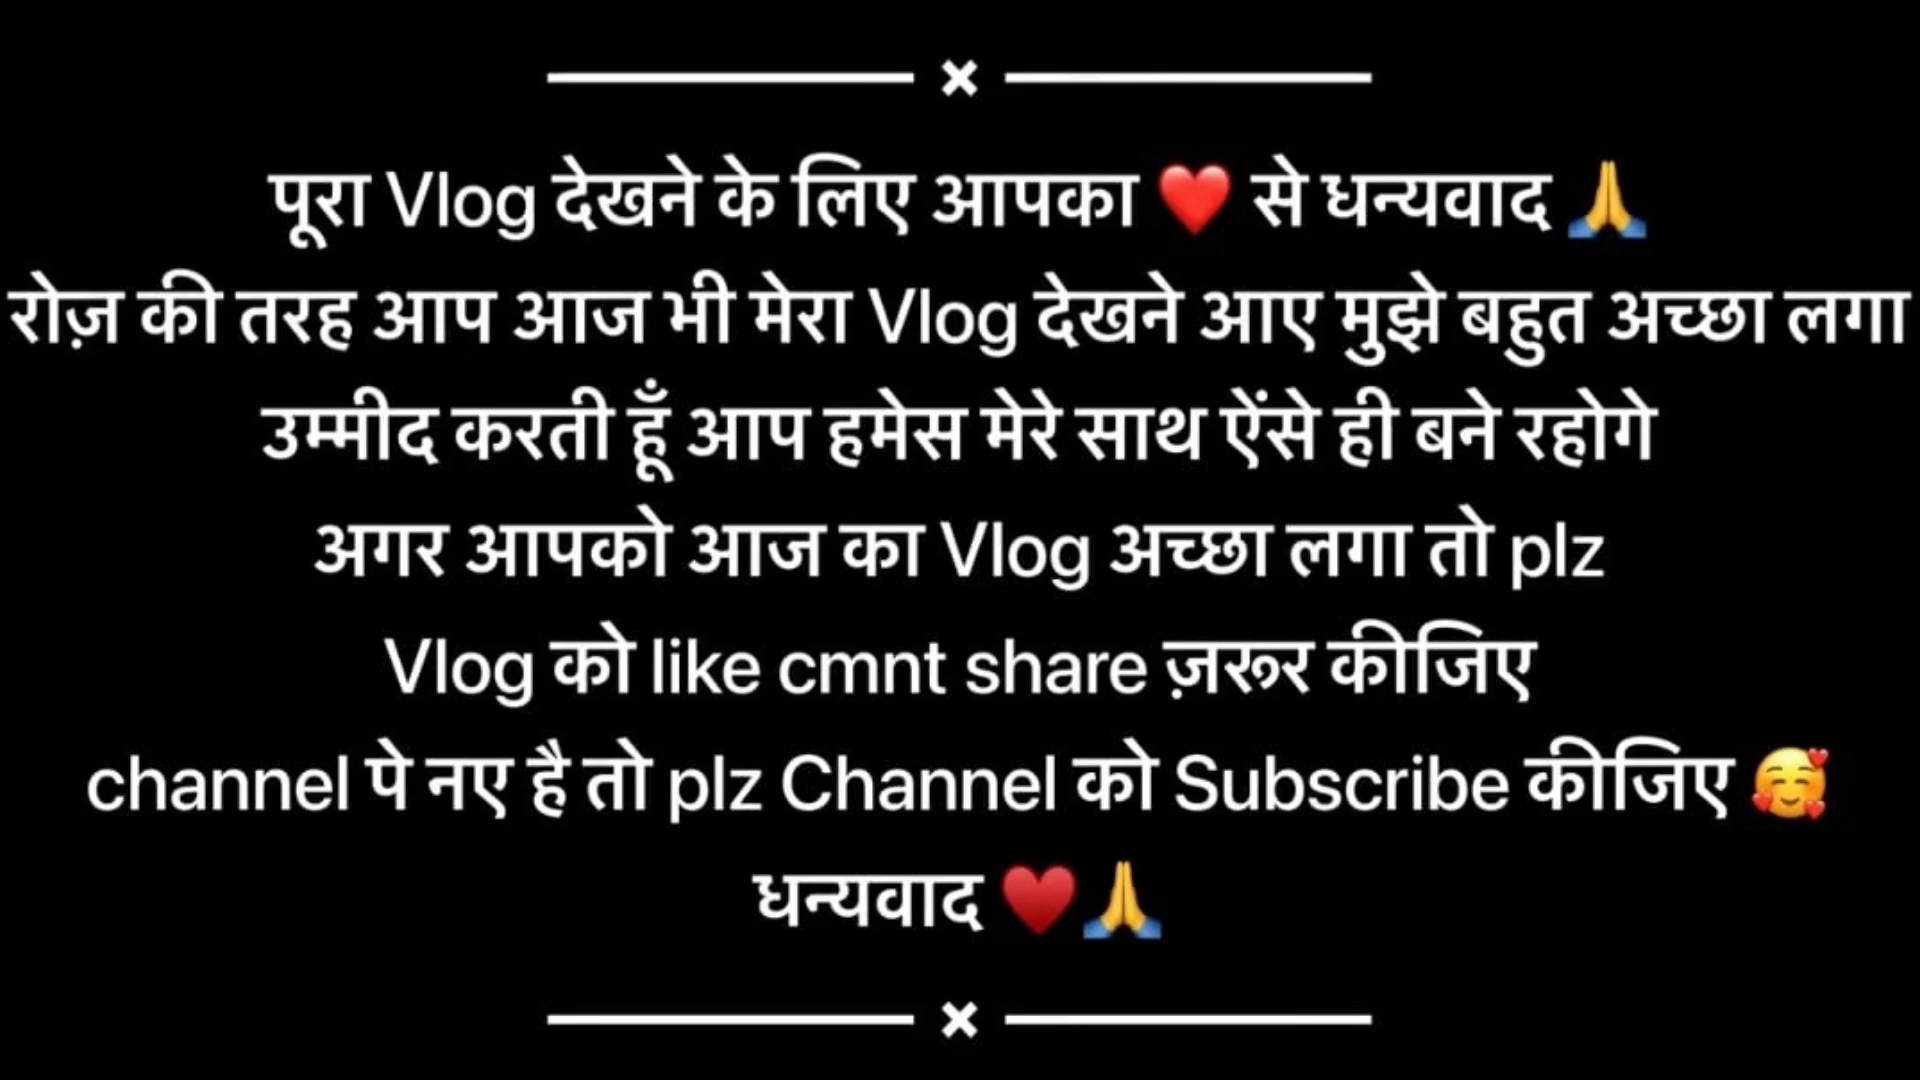 पूरा Vlog देखने के लिए आपका ❤️ से धन्यवाद 🙏
रोज़ की तरह आप आज भी मेरा Vlog देखने आए मुझे बहुत अच्छा लगा
उम्मीद करती हूँ आप हमेस मेरे साथ ऐंसे ही बने रहोगे
अगर आपको आज का Vlog अच्छा लगा तो plz
Vlog को like cmnt share ज़रूर कीजिए
channel पे नए है तो plz Channel को Subscribe कीजिए 🥰
धन्यवाद ♥️🙏